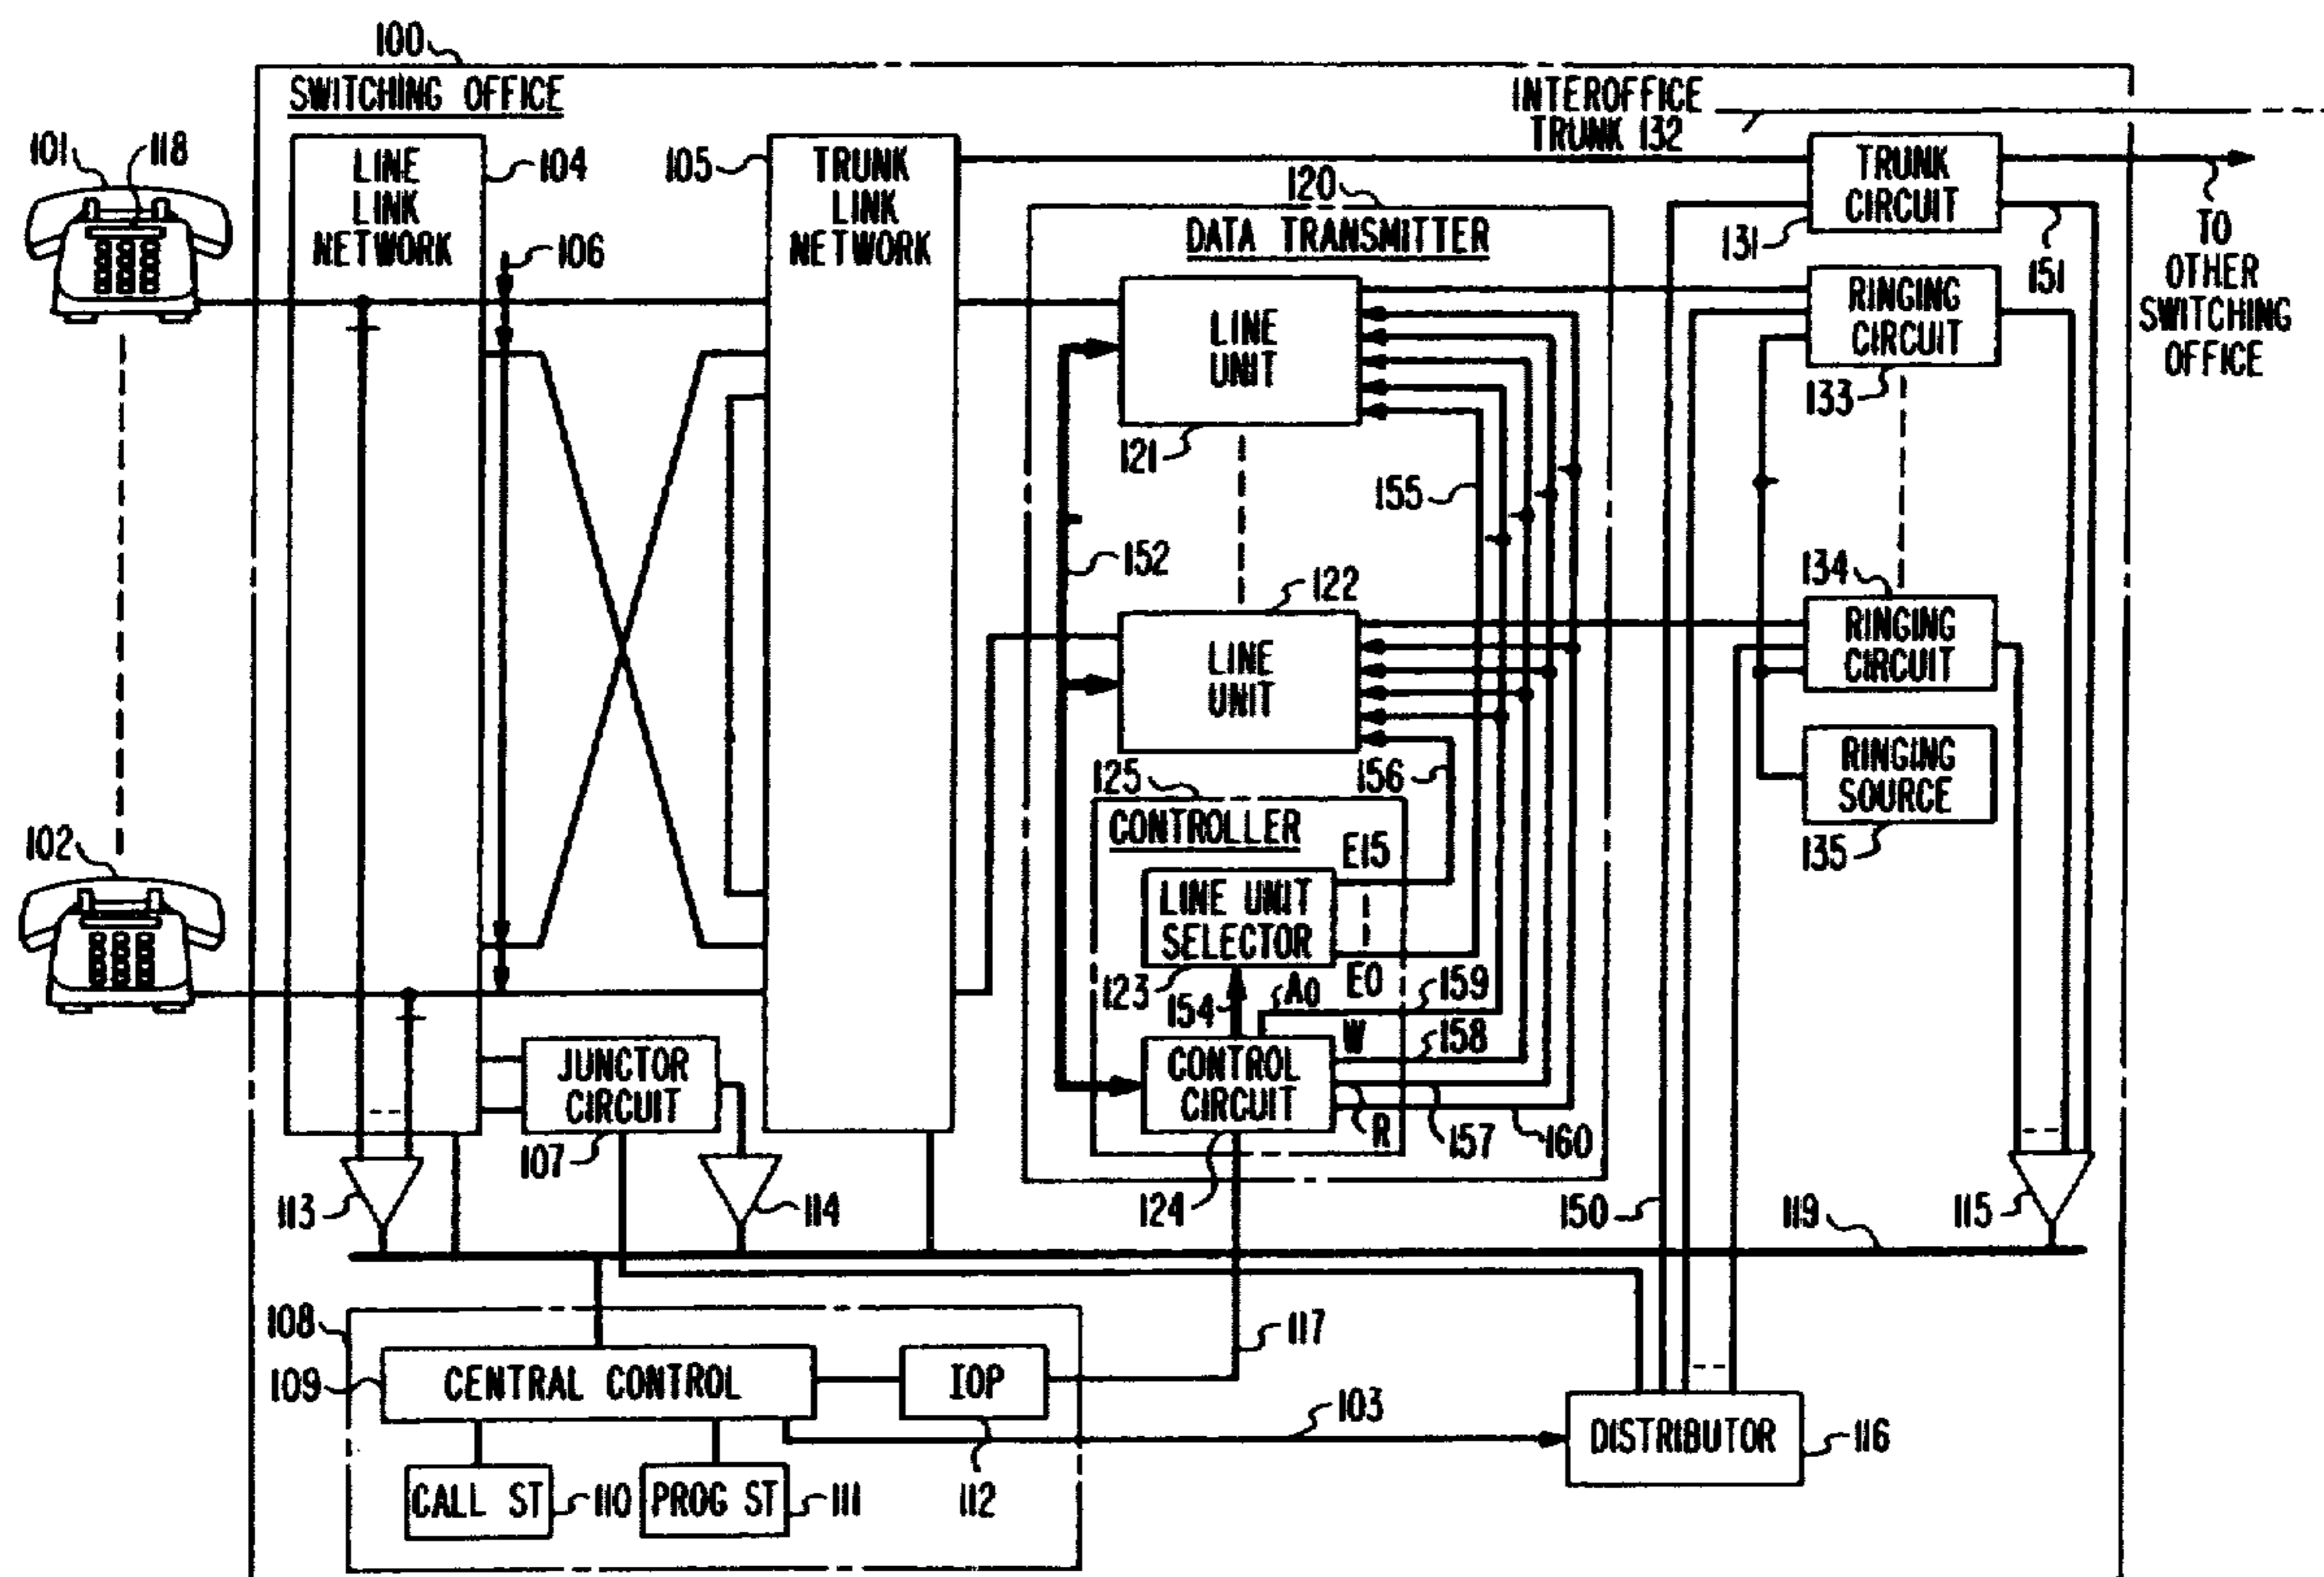 100
SWITCHING OFFICE
INTEROFFICE
TRUNK 132
101
118
LINE
LINK
NETWORK
104
105
TRUNK
LINK
NETWORK
106
120
DATA TRANSMITTER
TRUNK
CIRCUIT
131
151
TO
OTHER
SWITCHING
OFFICE
LINE
UNIT
121
RINGING
CIRCUIT
133
155
152
122
LINE
UNIT
134
RINGING
CIRCUIT
156
125
CONTROLLER
E15
LINE UNIT
SELECTOR
123
E0
RINGING
SOURCE
135
102
154
A0
159
W
158
CONTROL
CIRCUIT
R
157
160
124
JUNCTOR
CIRCUIT
107
113
114
150
119
115
108
117
109
CENTRAL CONTROL
IOP
112
103
DISTRIBUTOR
116
CALL ST
110
PROG ST
111